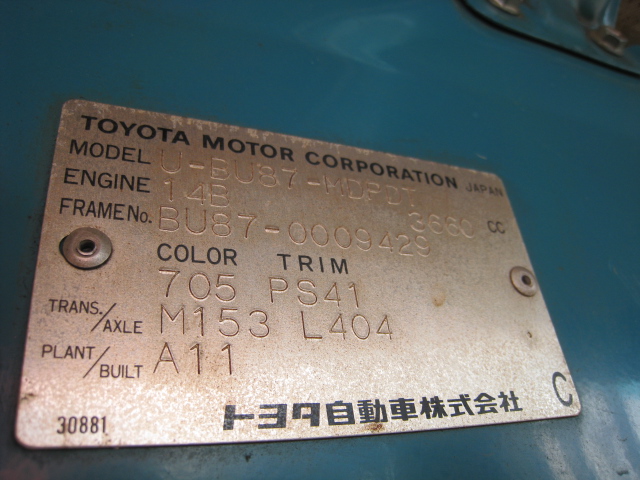 TOYOTA MOTOR CORPORATION JAPAN
MODEL U-BU87-MDPDT
ENGINE 14B 3660 CC
FRAME No. BU87-0009429
COLOR TRIM
705 PS41
TRANS./AXLE M153 L404
PLANT/BUILT A11
トヨタ自動車株式会社 C
30881